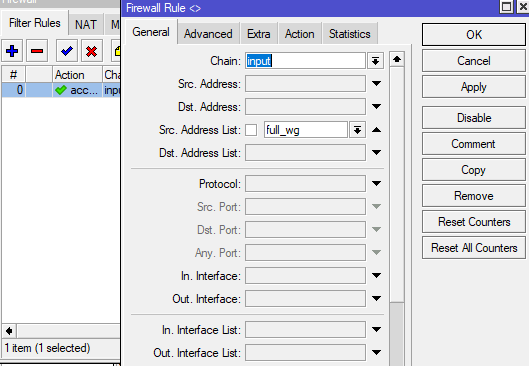 Firewall
Firewall Rule <>
Filter Rules NAT M
General Advanced Extra Action Statistics
OK
Cancel
Apply
Disable
Comment
Copy
Remove
Reset Counters
Reset All Counters
# Action Cha
0 acc... inpu
Chain: input
Src. Address:
Dst. Address:
Src. Address List: full_wg
Dst. Address List:
Protocol:
Src. Port:
Dst. Port:
Any. Port:
In. Interface:
Out. Interface:
In. Interface List:
Out. Interface List:
1 item (1 selected)